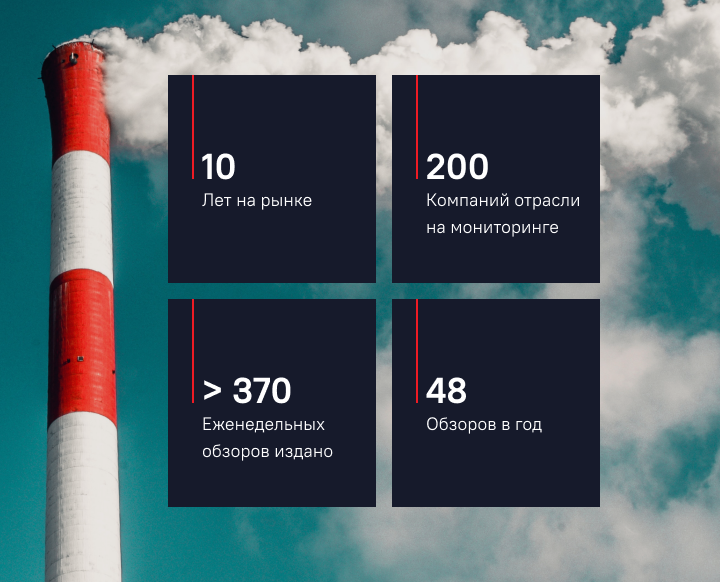 10
Лет на рынке
200
Компаний отрасли
на мониторинге
> 370
Еженедельных
обзоров издано
48
Обзоров в год